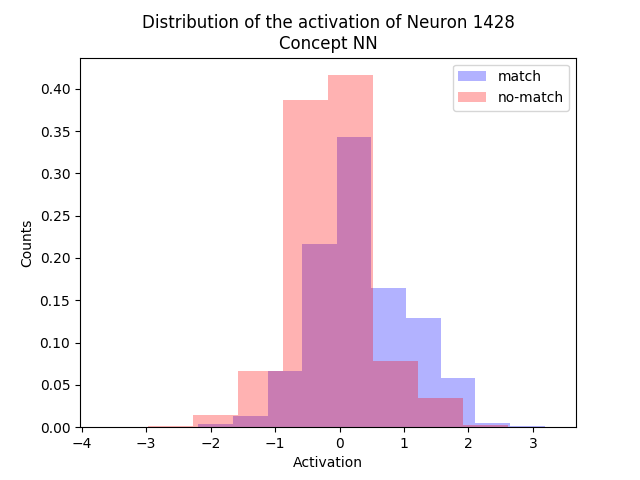 Distribution of the activation of Neuron 1428
Concept NN
match
no-match
0.40
0.35
0.30
0.25
0.20
0.15
0.10
0.05
0.00
Counts
−4 −3 −2 −1 0 1 2 3
Activation